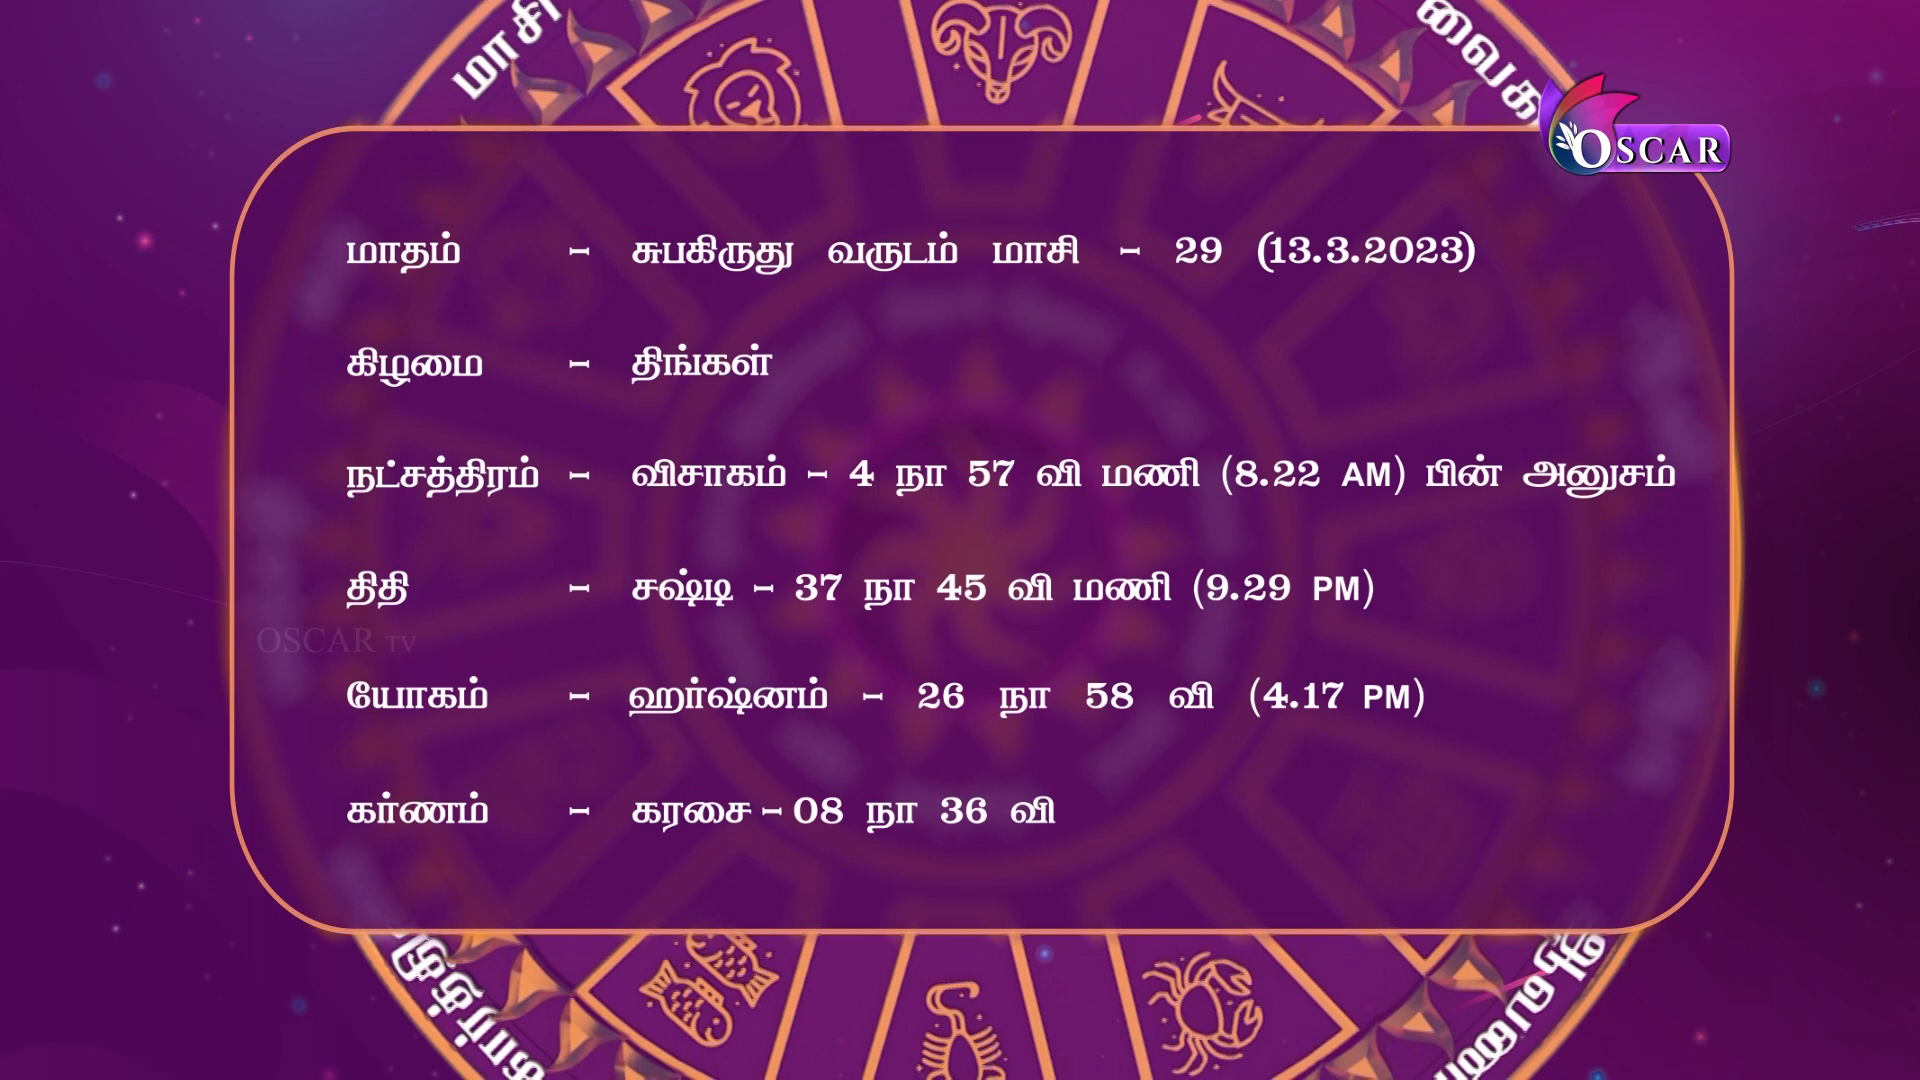 மாசி
வைகா
OSCAR
மாதம் - சுபகிருது வருடம் மாசி - 29 (13.3.2023)
கிழமை - திங்கள்
நட்சத்திரம் - விசாகம் - 4 நா 57 வி மணி (8.22 AM) பின் அனுசம்
திதி - சஷ்டி - 37 நா 45 வி மணி (9.29 PM)
OSCAR TV
யோகம் - ஹர்ஷ்னம் - 26 நா 58 வி (4.17 PM)
கர்ணம் - கரசை - 08 நா 36 வி